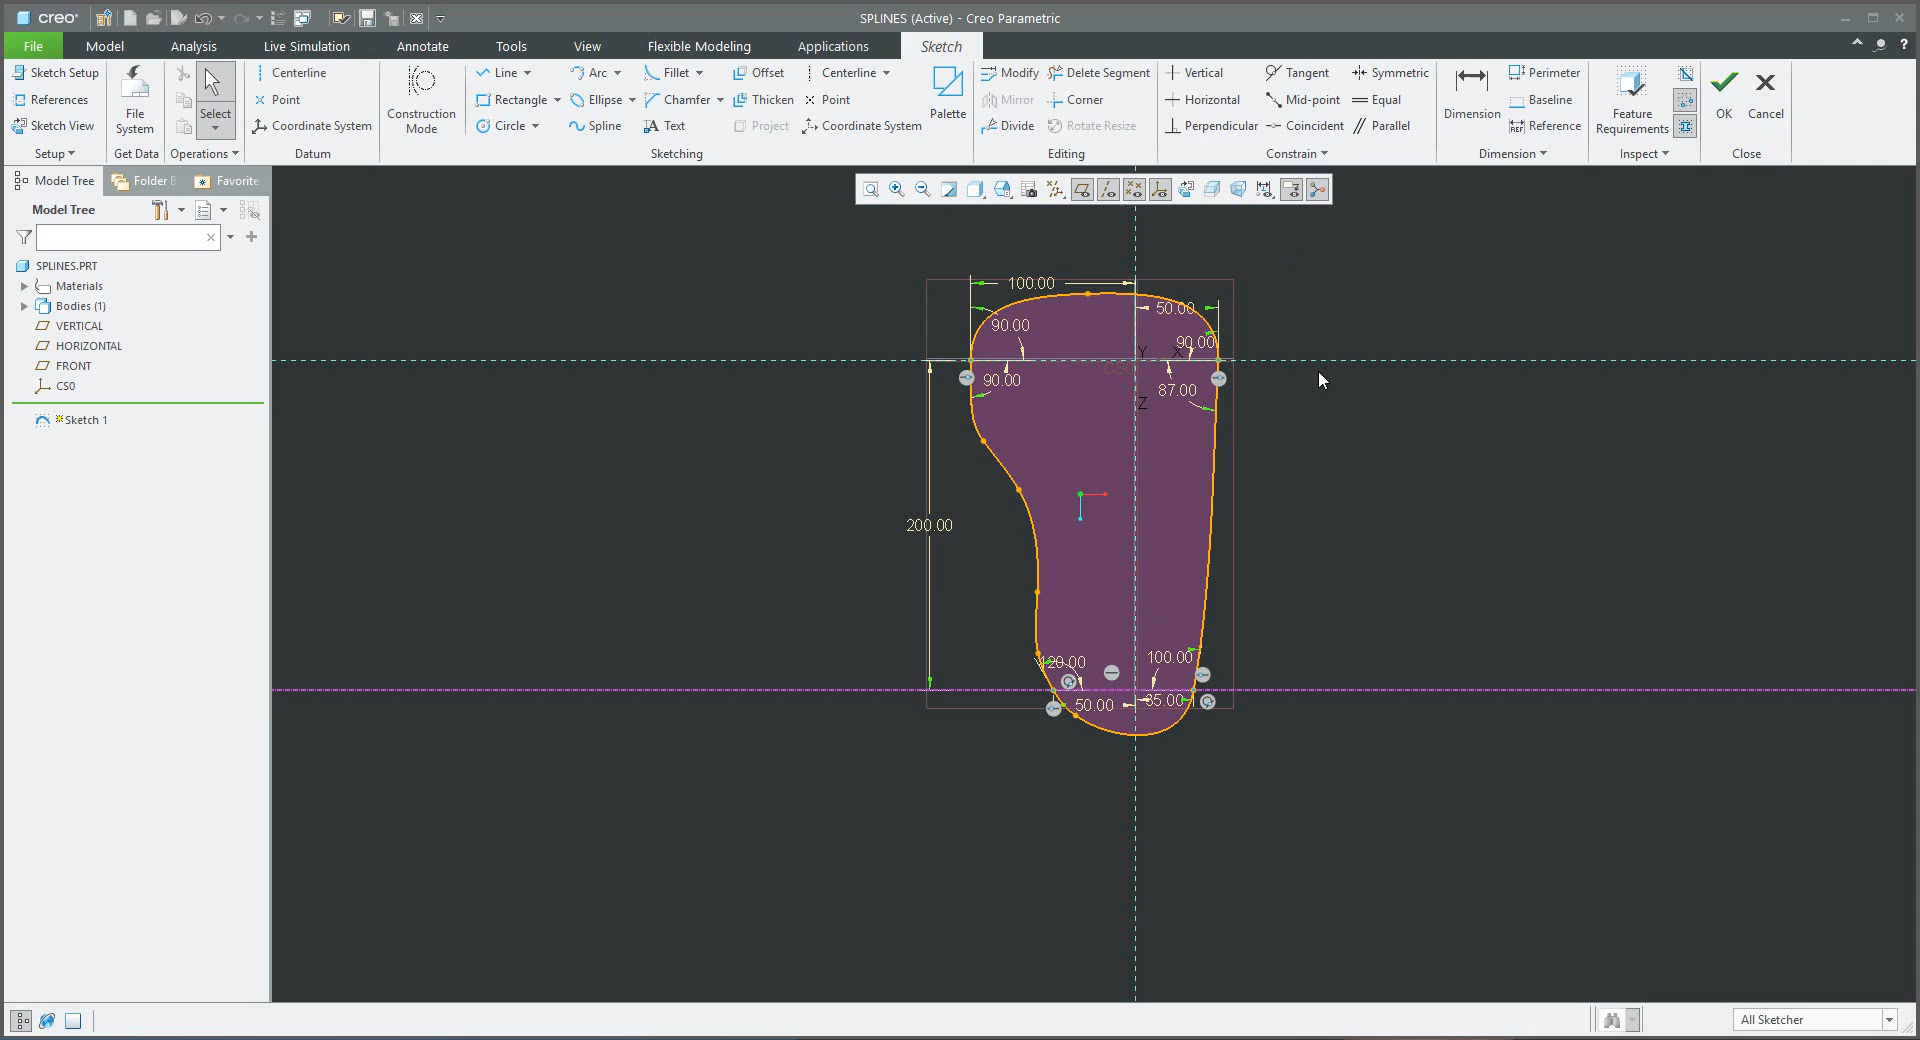 creo®
SPLINES (Active) - Creo Parametric
File Model Analysis Live Simulation Annotate Tools View Flexible Modeling Applications Sketch
Sketch Setup
References
Sketch View
Setup
File System
Get Data
Select
Operations
Centerline
Point
Coordinate System
Datum
Construction Mode
Line Arc Fillet Offset Centerline
Rectangle Ellipse Chamfer Thicken Point
Circle Spline Text Project Coordinate System
Palette
Sketching
Modify Delete Segment
Mirror Corner
Divide Rotate Resize
Editing
Vertical Tangent Symmetric
Horizontal Mid-point Equal
Perpendicular Coincident Parallel
Constrain
Dimension
Perimeter
Baseline
REF Reference
Dimension
Feature Requirements
Inspect
OK Cancel
Close
Model Tree Folder B Favorite
Model Tree
SPLINES.PRT
Materials
Bodies (1)
VERTICAL
HORIZONTAL
FRONT
CS0
Sketch 1
100.00
50.00
90.00
90.00
Y X
CS0
90.00
87.00
Z
200.00
120.00
100.00
50.00
35.00
All Sketcher